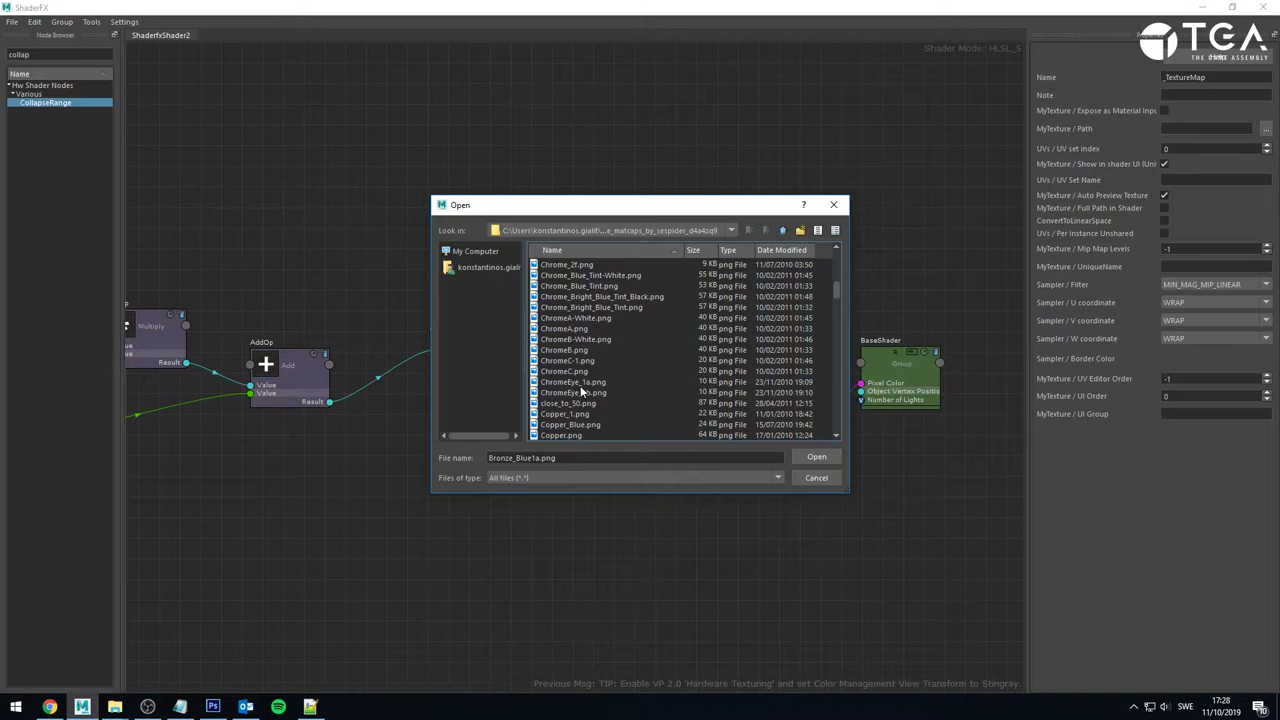 ShaderFX
File Edit Group Tools Settings
Node Browser
ShaderfxShader2
collap
Name
Hw Shader Nodes
Various
CollapseRange
Shader Mode: HLSL_5
TGA
THE GAME ASSEMBLY
Help
Name _TextureMap
Note
MyTexture / Expose as Material Inpu
MyTexture / Path ...
UVs / UV set index 0
MyTexture / Show in shader UI (Uni
UVs / UV Set Name
MyTexture / Auto Preview Texture
MyTexture / Full Path in Shader
ConvertToLinearSpace
UVs / Per Instance Unshared
MyTexture / Mip Map Levels -1
MyTexture / UniqueName
Sampler / Filter MIN_MAG_MIP_LINEAR
Sampler / U coordinate WRAP
Sampler / V coordinate WRAP
Sampler / W coordinate WRAP
Sampler / Border Color
MyTexture / UV Editor Order -1
MyTexture / UI Order 0
MyTexture / UI Group
Multiply
Result
AddOp
Add
Value
Value
Result
Open ?
Look in: C:\Users\konstantinos.gialit\...e_matcaps_by_sespider_d4a4zq9
My Computer
konstantinos.gialit
Name Size Type Date Modified
Chrome_2f.png 9 KB png File 11/07/2010 03:50
Chrome_Blue_Tint-White.png 55 KB png File 10/02/2011 01:45
Chrome_Blue_Tint.png 53 KB png File 10/02/2011 01:33
Chrome_Bright_Blue_Tint_Black.png 57 KB png File 10/02/2011 01:48
Chrome_Bright_Blue_Tint.png 57 KB png File 10/02/2011 01:32
ChromeA-White.png 40 KB png File 10/02/2011 01:45
ChromeA.png 40 KB png File 10/02/2011 01:33
ChromeB-White.png 40 KB png File 10/02/2011 01:46
ChromeB.png 40 KB png File 10/02/2011 01:33
ChromeC-1.png 20 KB png File 10/02/2011 01:46
ChromeC.png 20 KB png File 10/02/2011 01:33
ChromeEye_1a.png 10 KB png File 23/11/2010 19:09
10 KB png File 23/11/2010 19:10
close_to_50.png 87 KB png File 28/04/2011 12:15
Copper_1.png 22 KB png File 11/01/2010 18:42
Copper_Blue.png 24 KB png File 15/07/2010 19:42
Copper.png 64 KB png File 17/01/2010 12:24
File name: Bronze_Blue1a.png Open
Files of type: All files (*.*) Cancel
BaseShader
R
Group
Pixel Color
Object Vertex Positio
Number of Lights
Previous Msg: TIP: Enable VP 2.0 'Hardware Texturing' and set Color Management View Transform to Stingray.
SWE
17:28
11/10/2019